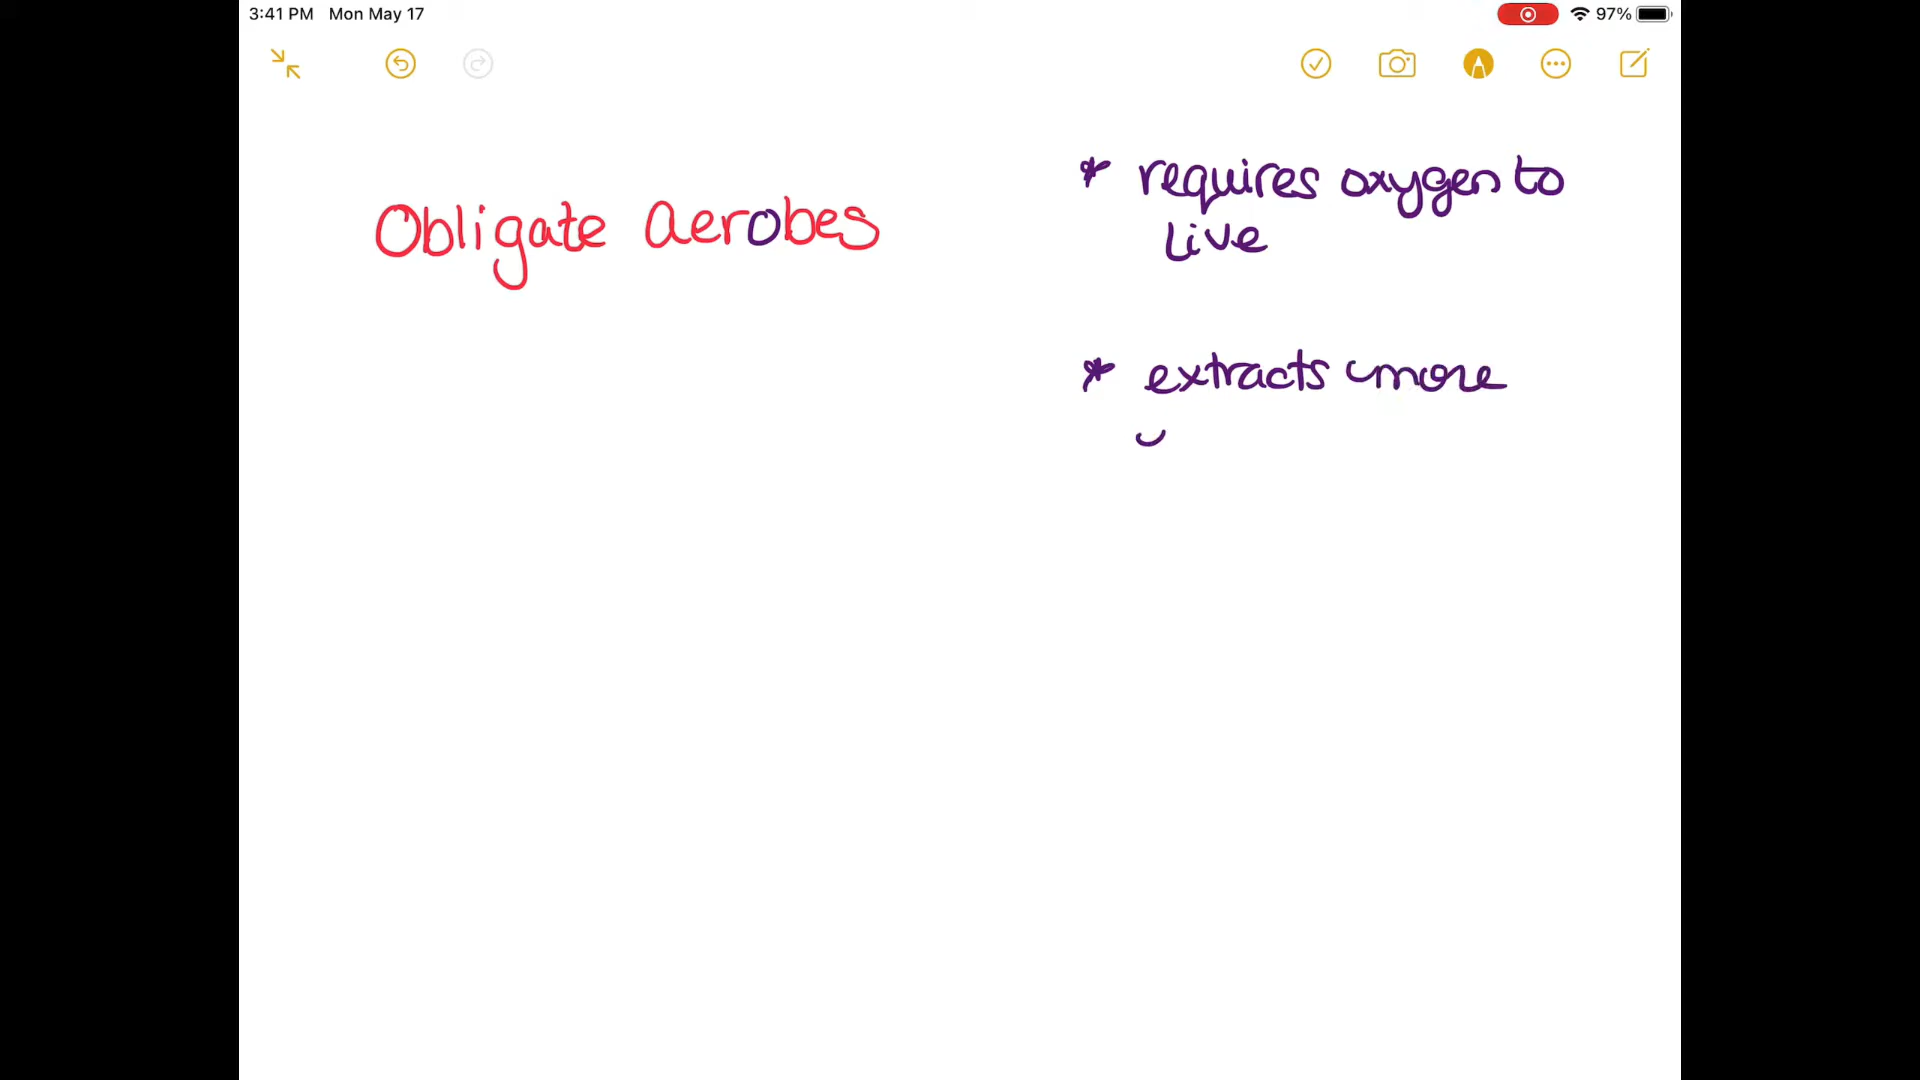 3:41 PM Mon May 17
97%
Obligate aerobes
* requires oxygen to
live
* extracts more